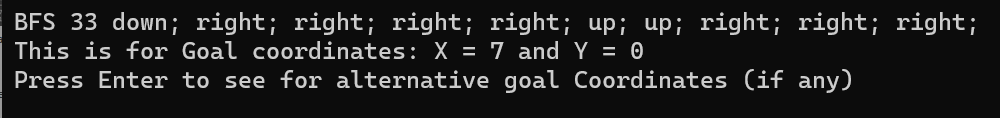 BFS 33 down; right; right; right; right; up; up; right; right; right;
This is for Goal coordinates: X = 7 and Y = 0
Press Enter to see for alternative goal Coordinates (if any)